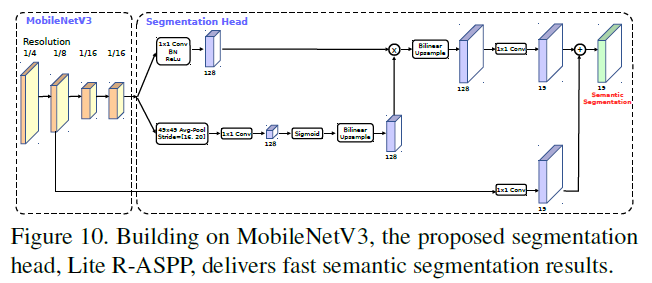 MobileNetV3
Segmentation Head
Resolution
1/4
1/8
1/16
1/16
1x1 Conv
BN
ReLu
128
Bilinear
Upsample
128
1x1 Conv
19
19
Semantic
Segmentation
49x49 Avg-Pool
Stride=[16, 20]
1x1 Conv
128
Sigmoid
Bilinear
Upsample
128
1x1 Conv
19
Figure 10. Building on MobileNetV3, the proposed segmentation
head, Lite R-ASPP, delivers fast semantic segmentation results.